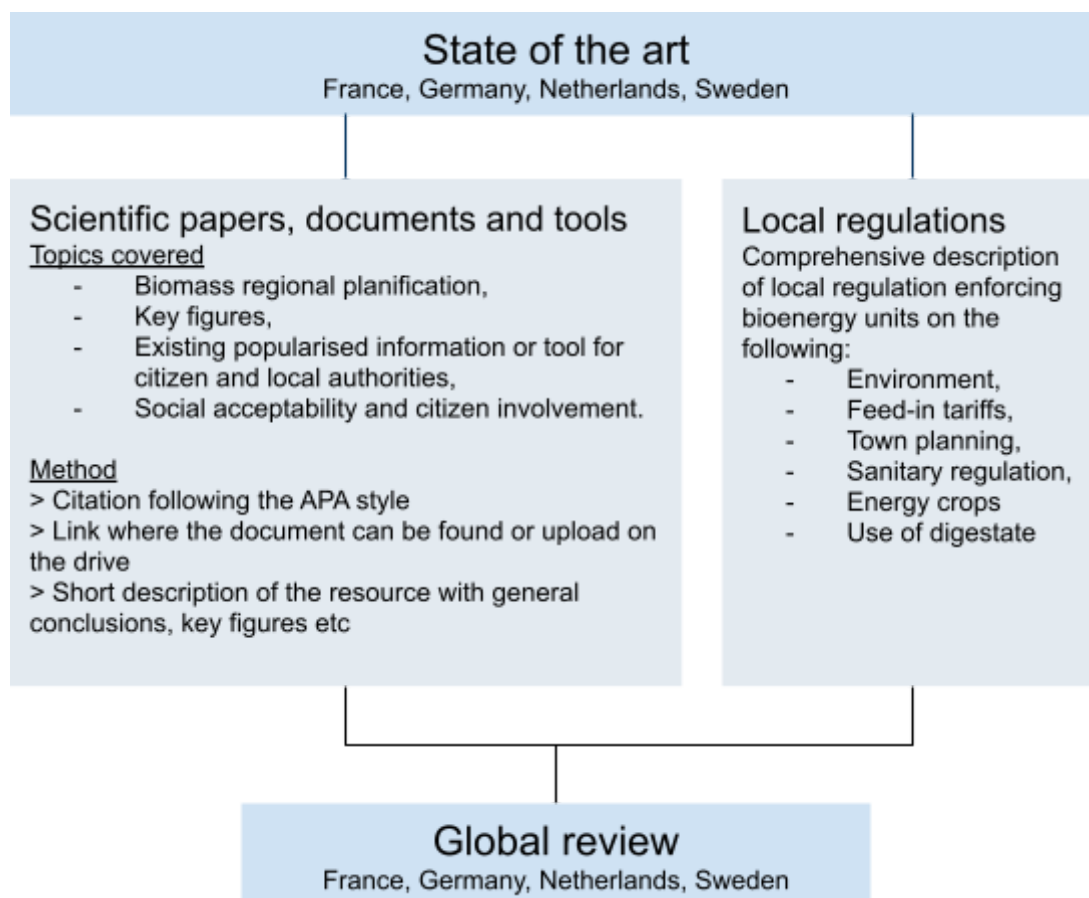 State of the art
France, Germany, Netherlands, Sweden
Scientific papers, documents and tools
Topics covered
- Biomass regional planification,
- Key figures,
- Existing popularised information or tool for
citizen and local authorities,
- Social acceptability and citizen involvement.
Method
> Citation following the APA style
> Link where the document can be found or upload on
the drive
> Short description of the resource with general
conclusions, key figures etc
Local regulations
Comprehensive description
of local regulation enforcing
bioenergy units on the
following:
- Environment,
- Feed-in tariffs,
- Town planning,
- Sanitary regulation,
- Energy crops
- Use of digestate
Global review
France, Germany, Netherlands, Sweden